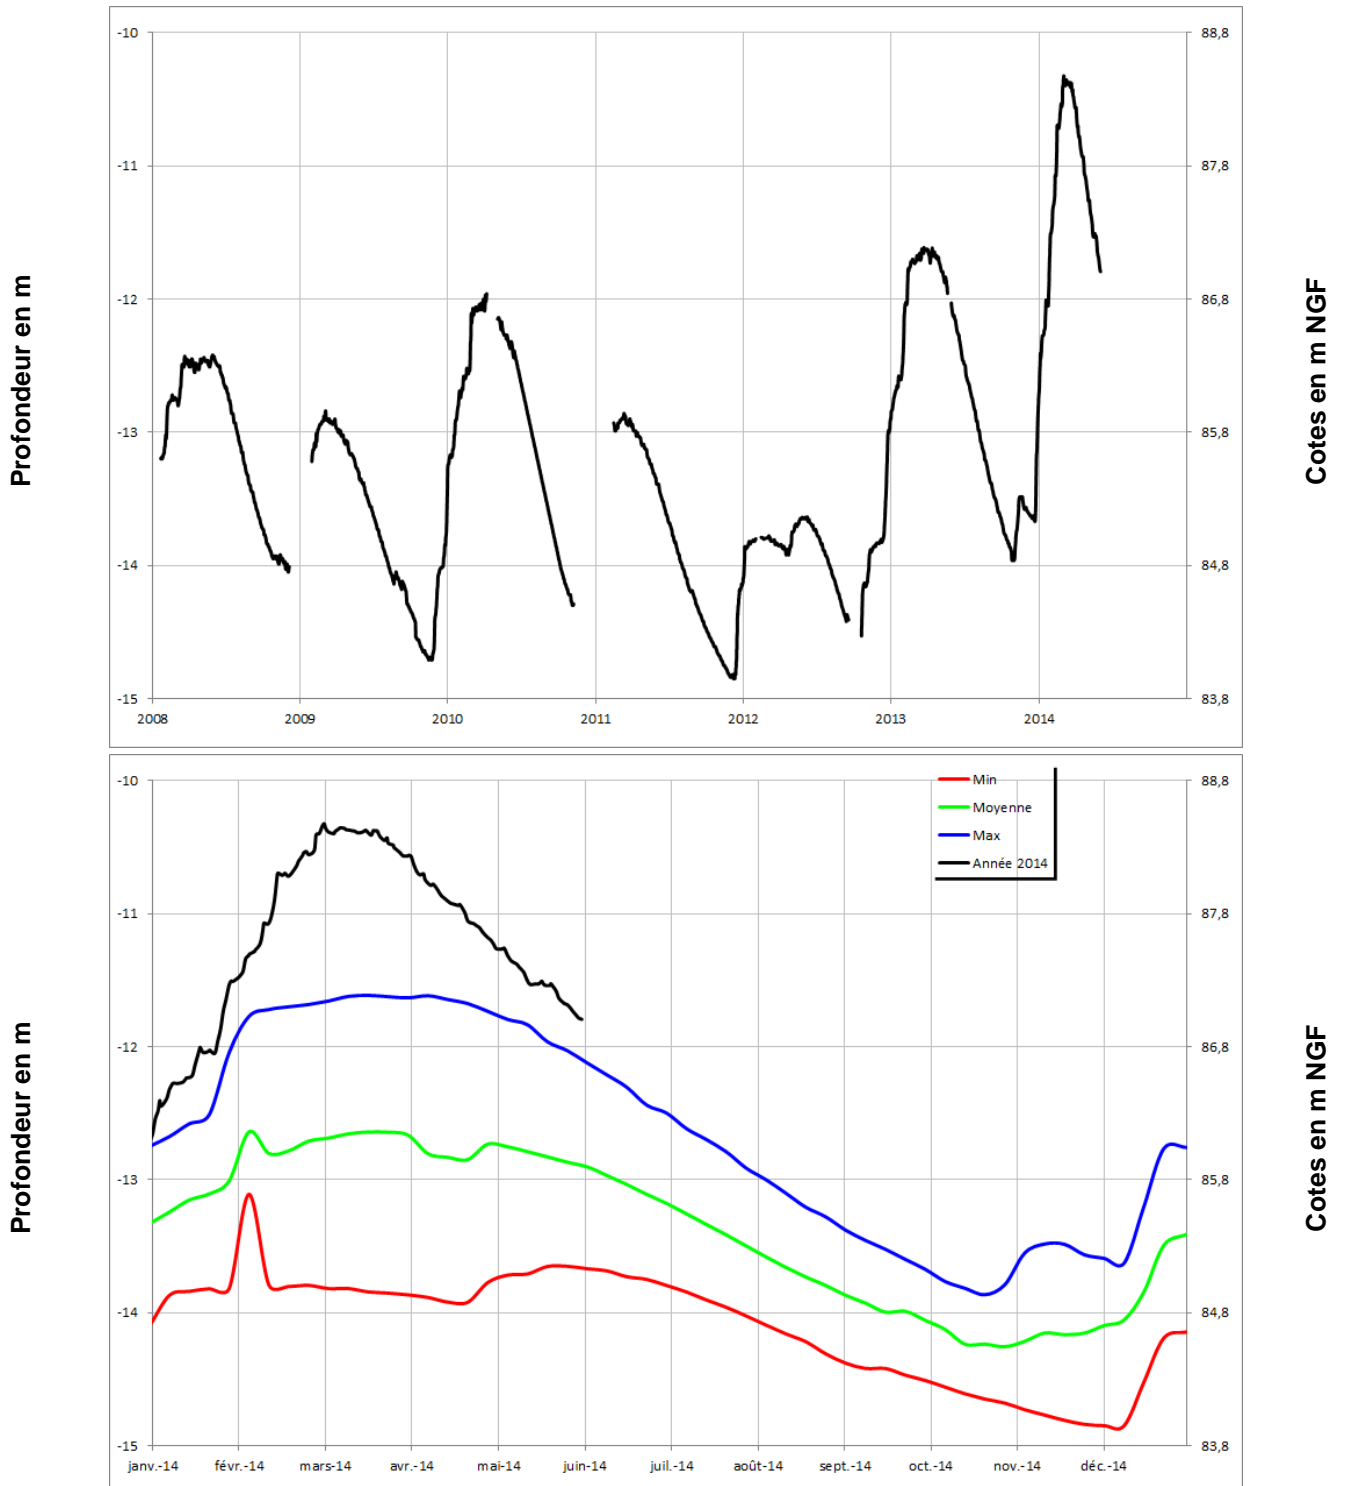 Profondeur en m
-10
-11
-12
-13
-14
-15
88,8
87,8
86,8
85,8
84,8
83,8
Cotes en m NGF
2008 2009 2010 2011 2012 2013 2014
Profondeur en m
-10
-11
-12
-13
-14
-15
Min
Moyenne
Max
Année 2014
88,8
87,8
86,8
85,8
84,8
83,8
Cotes en m NGF
janv.-14 févr.-14 mars-14 avr.-14 mai-14 juin-14 juil.-14 août-14 sept.-14 oct.-14 nov.-14 déc.-14